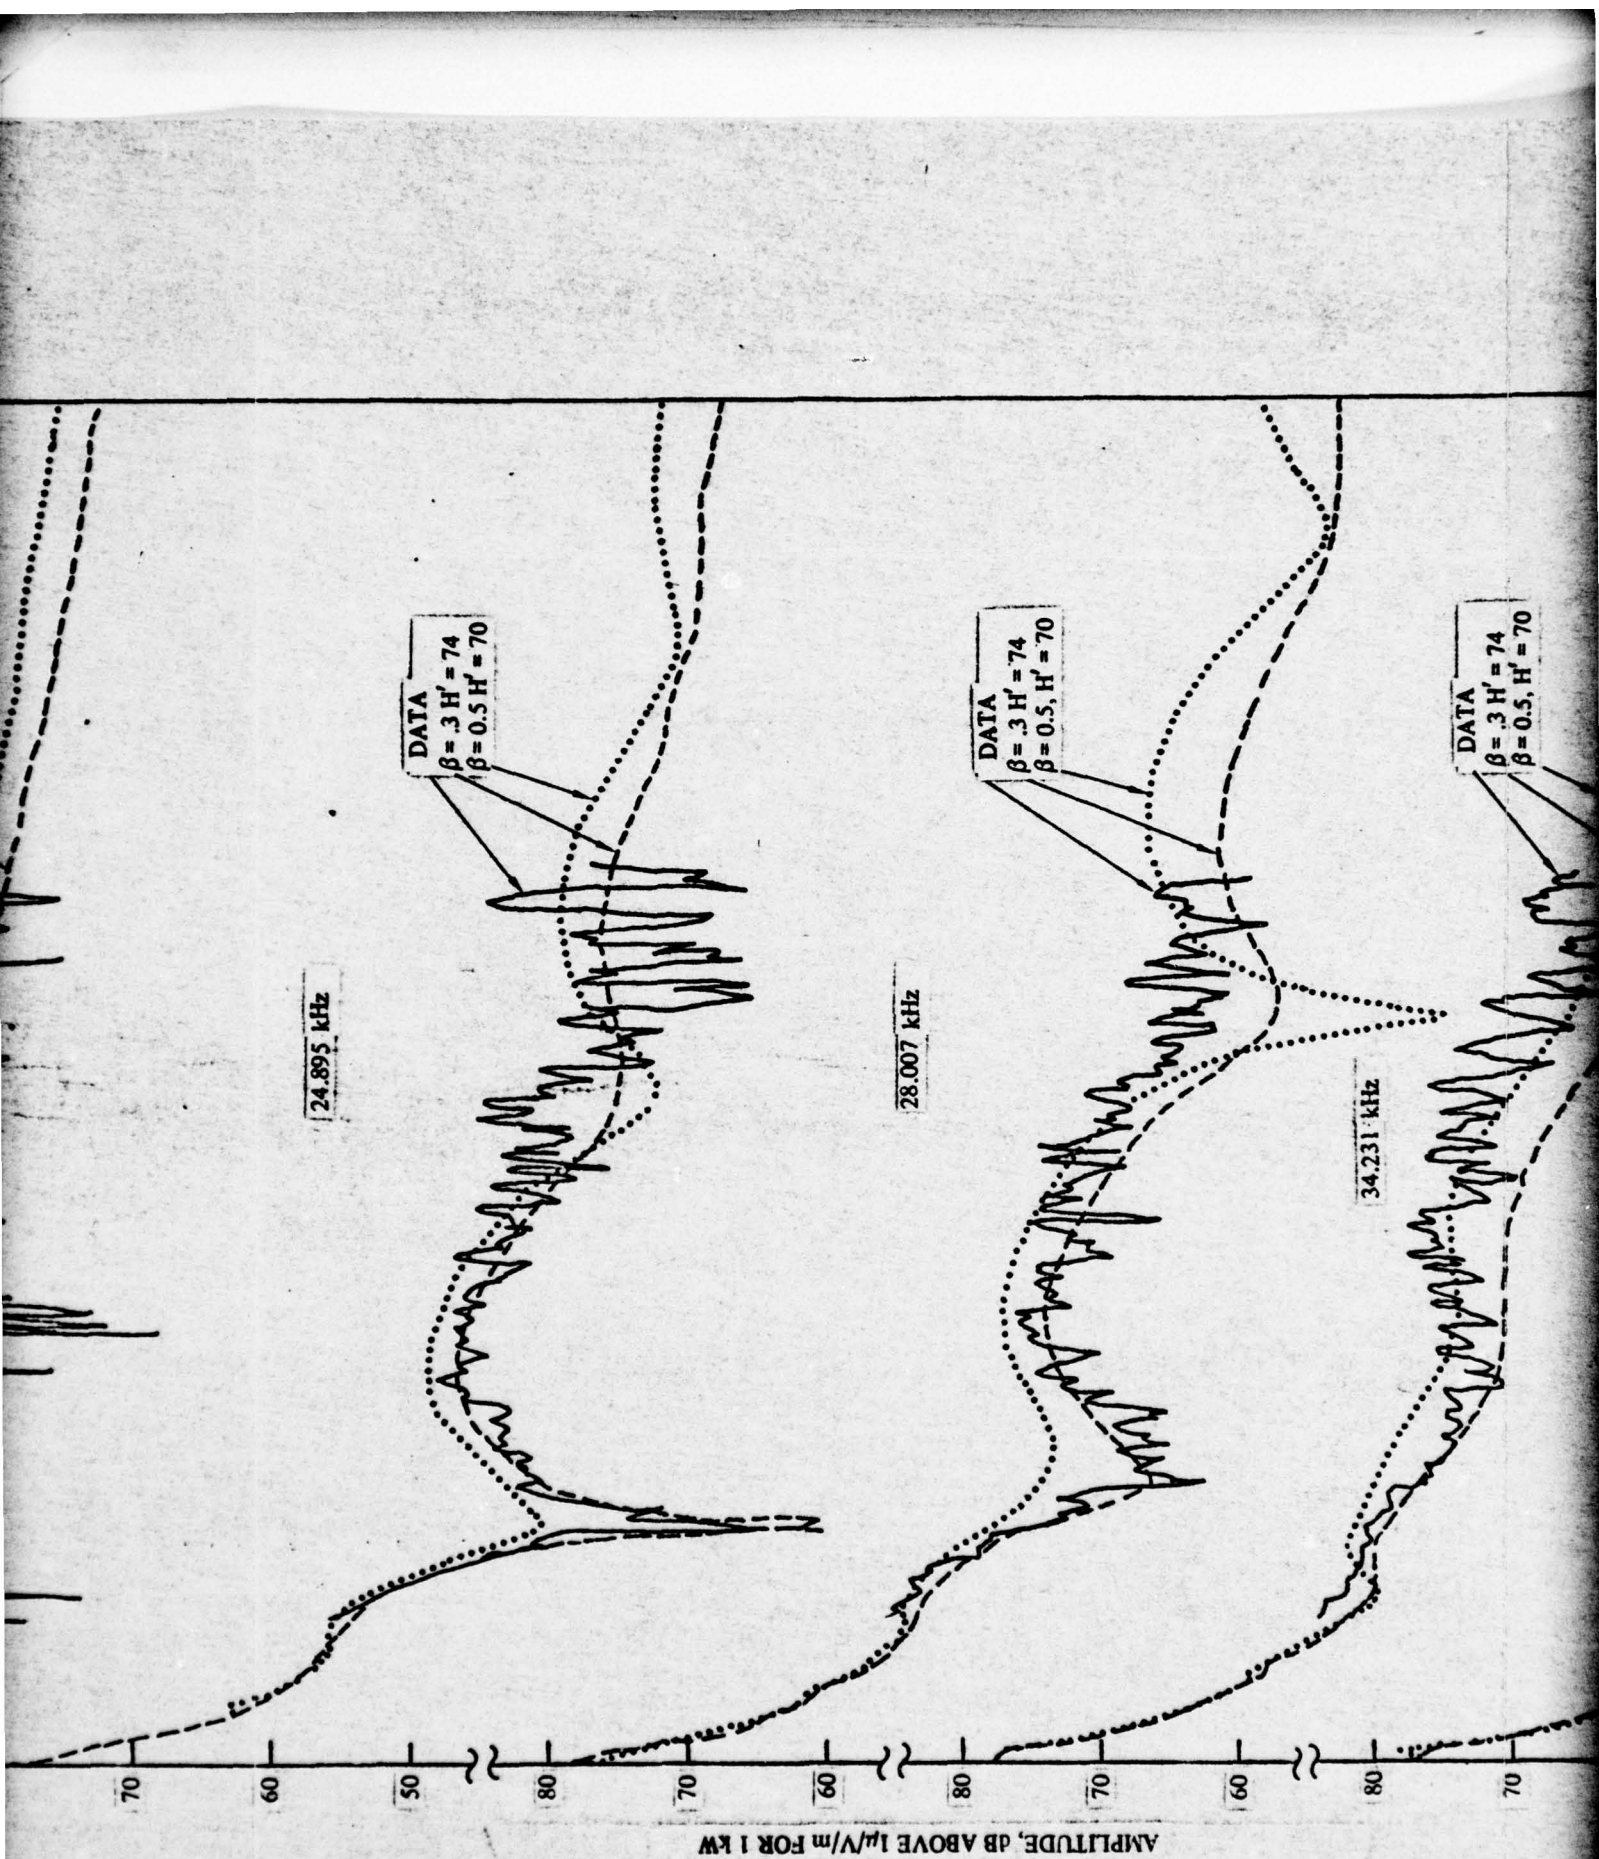 24.895 kHz
DATA
β = .3 H' = 74
β = 0.5 H' = 70
28.007 kHz
DATA
β = .3 H' = 74
β = 0.5, H' = 70
34.231 kHz
DATA
β = .3 H' = 74
β = 0.5, H' = 70
70
60
50
80
70
60
80
70
60
80
70
AMPLITUDE, dB ABOVE 1μ/V/m FOR 1 kW